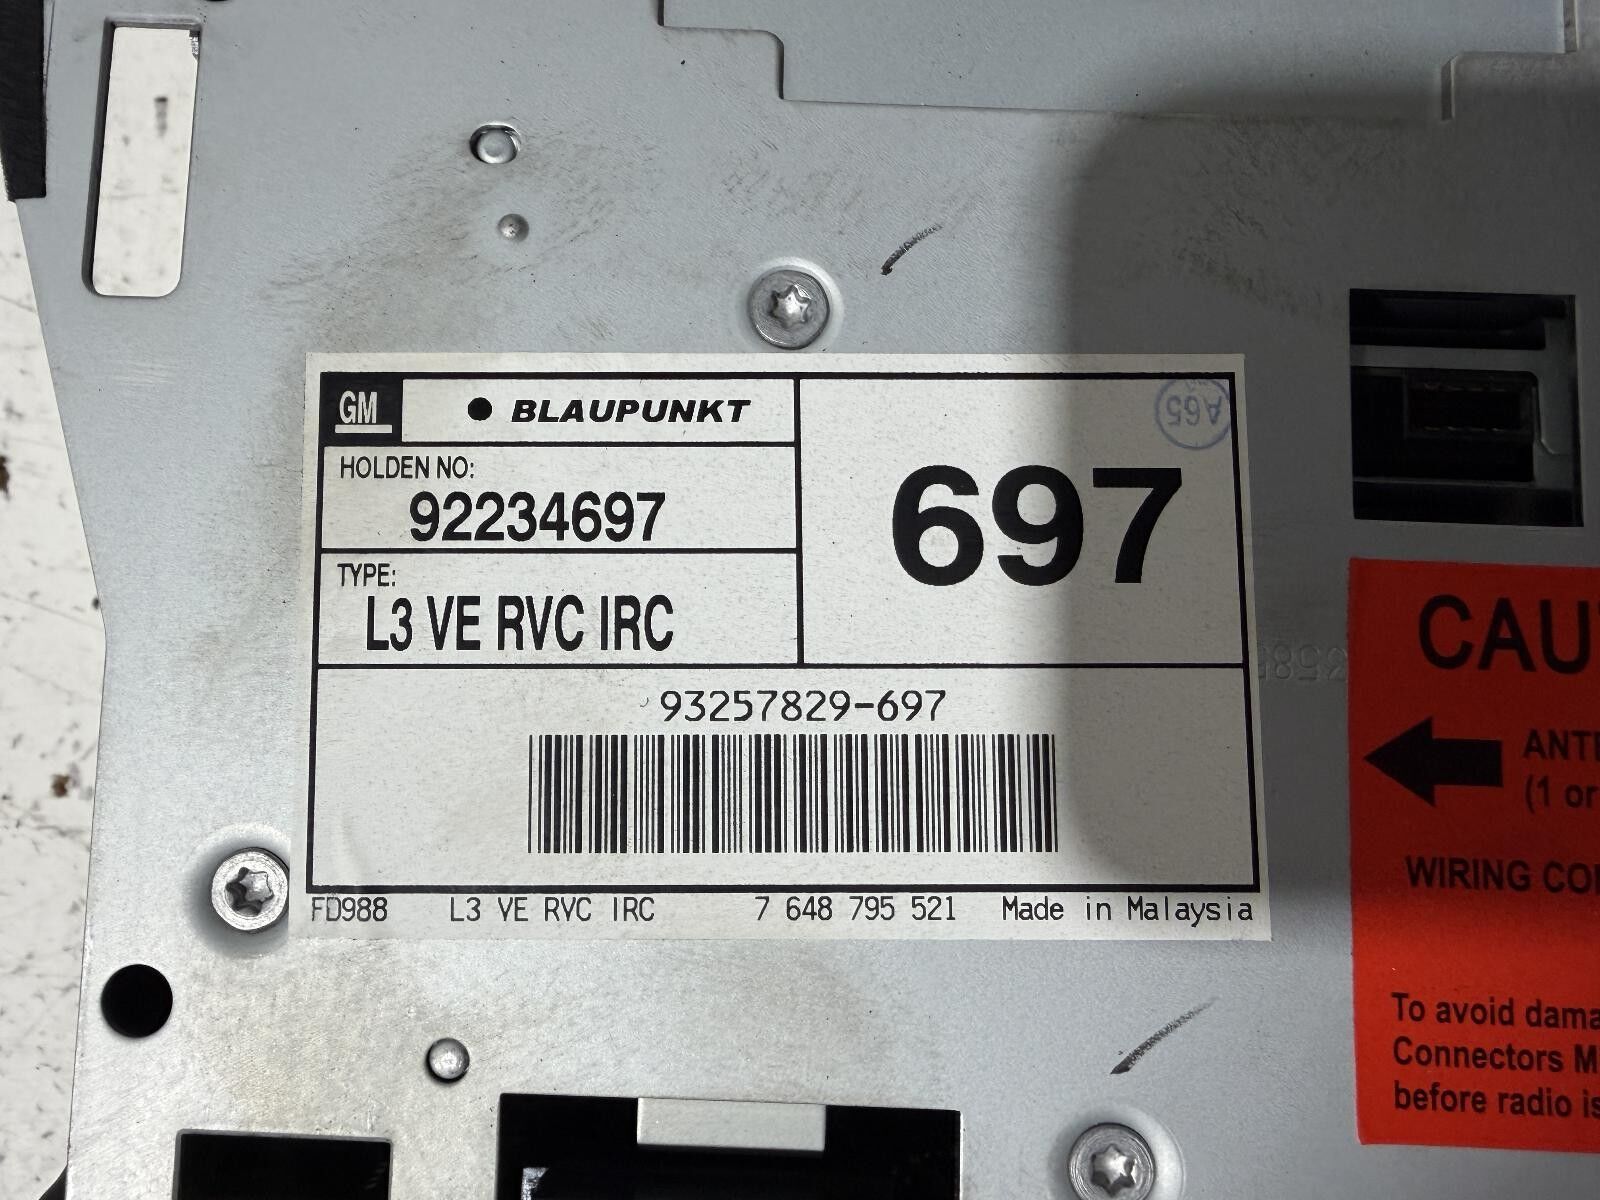 GM
BLAUPUNKT
HOLDEN NO:
92234697
TYPE:
L3 VE RVC IRC
697
A65
93257829-697
FD988 L3 VE RVC IRC 7 648 795 521 Made in Malaysia
CAU
ANTE
(1 or
WIRING CO
To avoid dama
Connectors M
before radio is